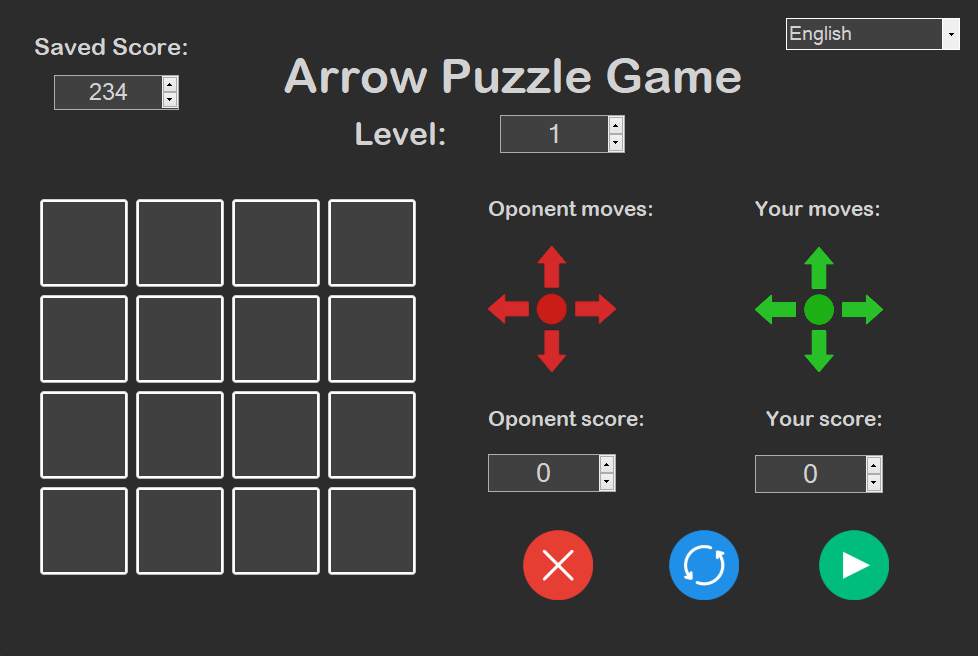 Saved Score:
English
234
Arrow Puzzle Game
Level:
1
Oponent moves:
Your moves:
Oponent score:
Your score:
0
0